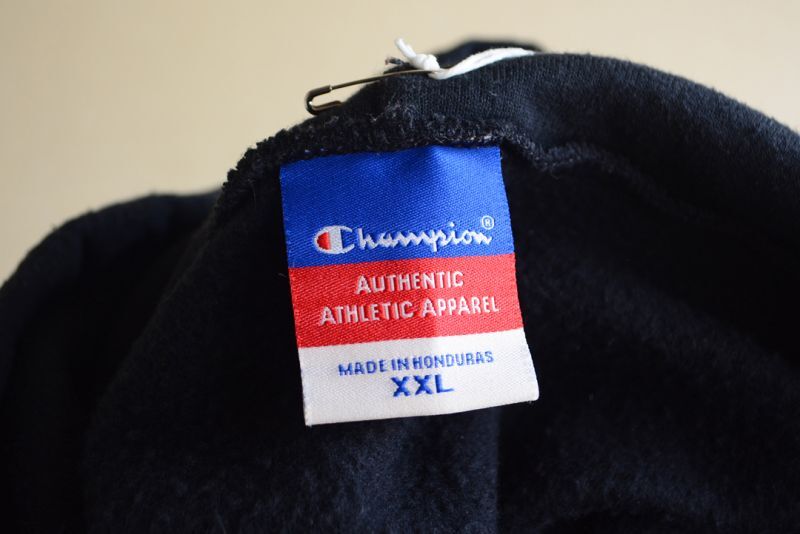 Champion®
AUTHENTIC
ATHLETIC APPAREL
MADE IN HONDURAS
XXL